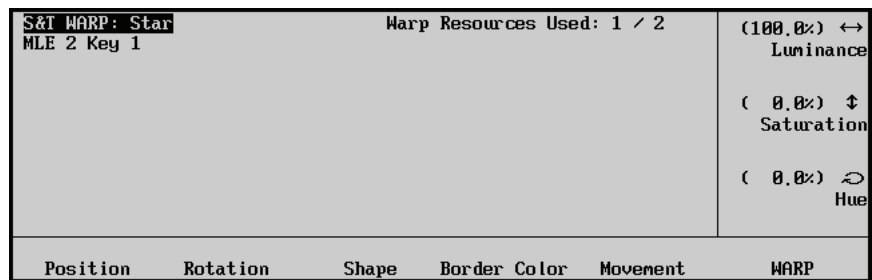 S&T WARP: Star Warp Resources Used: 1 / 2
MLE 2 Key 1
(100.0%) ↔
Luminance
( 0.0%) ↕
Saturation
( 0.0%)
Hue
Position Rotation Shape Border Color Movement WARP